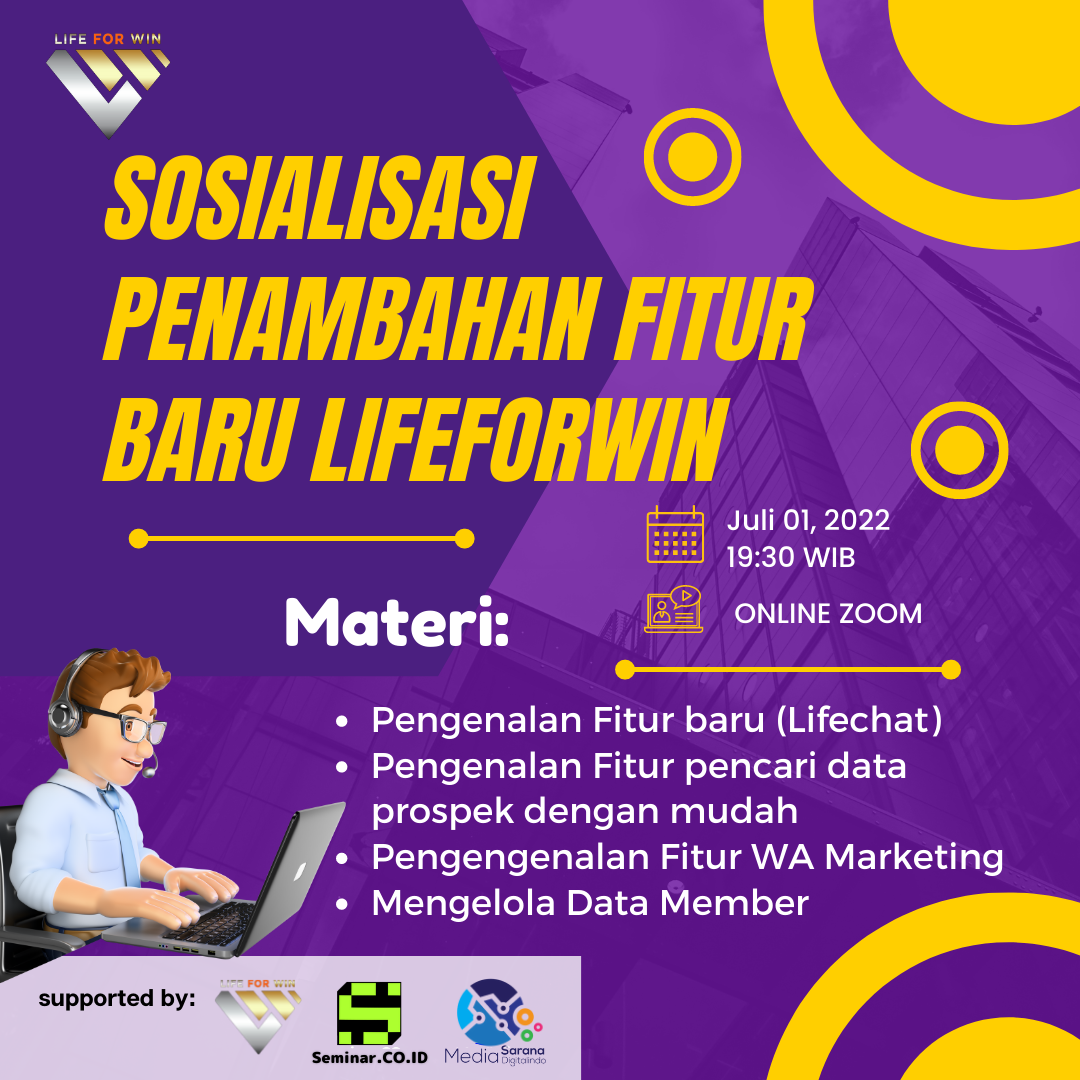 LIFE FOR WIN
SOSIALISASI
PENAMBAHAN FITUR
BARU LIFEFORWIN
Juli 01, 2022
19:30 WIB
ONLINE ZOOM
Materi:
• Pengenalan Fitur baru (Lifechat)
• Pengenalan Fitur pencari data
prospek dengan mudah
• Pengengenalan Fitur WA Marketing
• Mengelola Data Member
supported by:
LIFE FOR WIN
Seminar.CO.ID
Media Sarana
Digitalindo